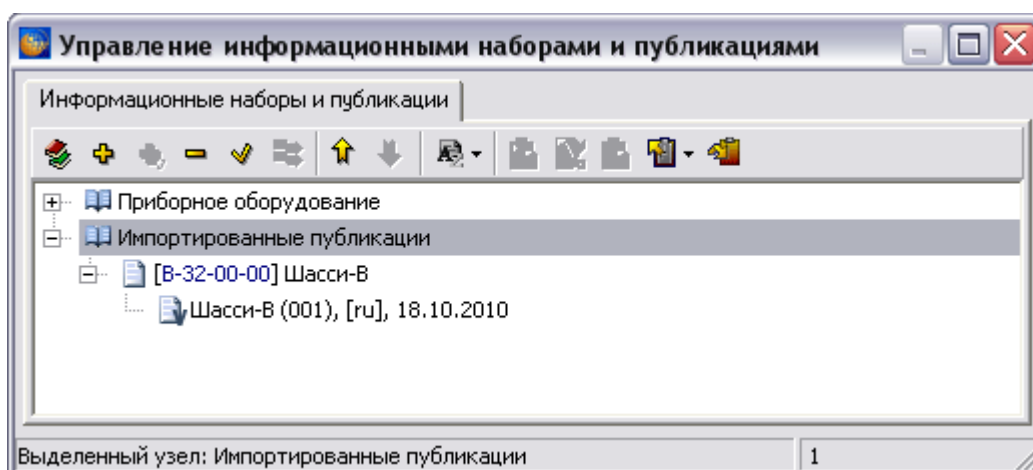 Управление информационными наборами и публикациями
Информационные наборы и публикации
Приборное оборудование
Импортированные публикации
[В-32-00-00] Шасси-В
Шасси-В (001), [ru], 18.10.2010
Выделенный узел: Импортированные публикации 1